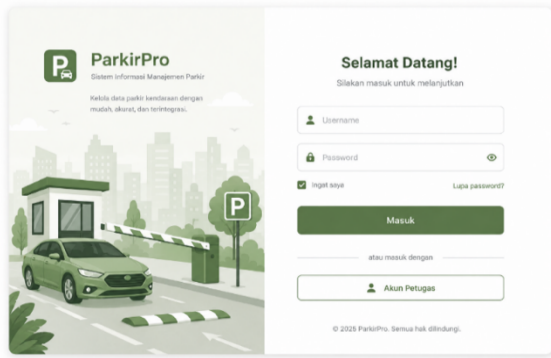 P
ParkirPro
Sistem informasi Manajemen Parkir
Kelola data parkir kendaraan dengan
mudah, akurat, dan terintegrasi.
P
Selamat Datang!
Silakan masuk untuk melanjutkan
Username
Password
Ingat saya
Lupa password?
Masuk
atau masuk dengan
Akun Petugas
© 2025 ParkirPro. Semua hak dilindungi.